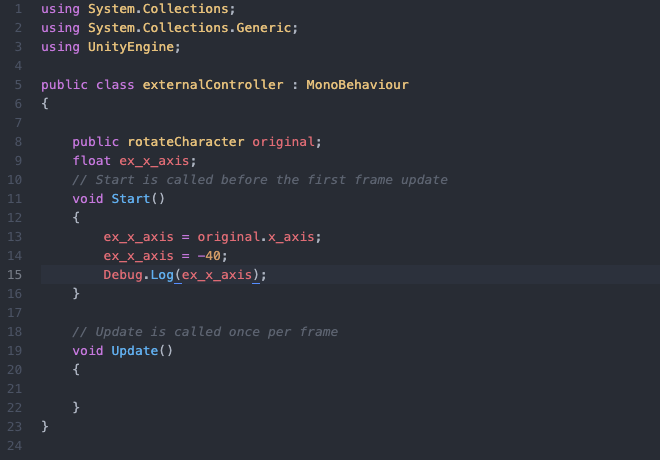 1 using System.Collections;
2 using System.Collections.Generic;
3 using UnityEngine;
4
5 public class externalController : MonoBehaviour
6 {
7
8     public rotateCharacter original;
9     float ex_x_axis;
10     // Start is called before the first frame update
11     void Start()
12     {
13         ex_x_axis = original.x_axis;
14         ex_x_axis = -40;
15         Debug.Log(ex_x_axis);
16     }
17
18     // Update is called once per frame
19     void Update()
20     {
21
22     }
23 }
24